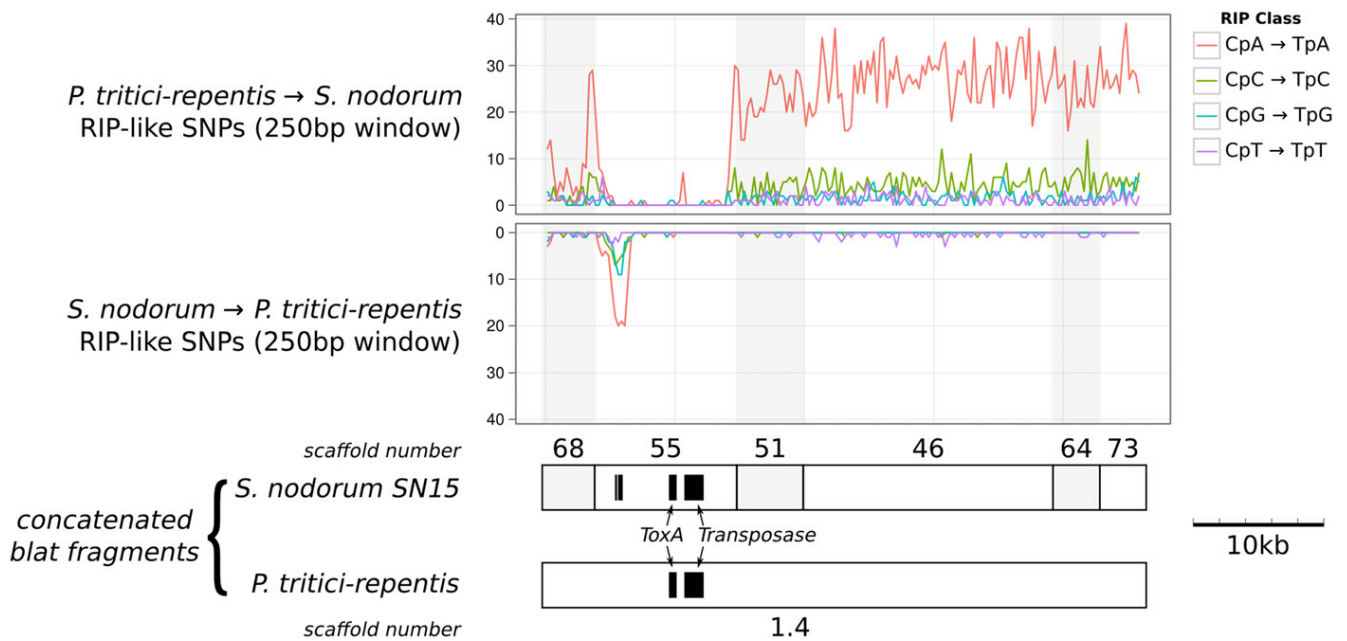 P. tritici-repentis → S. nodorum
RIP-like SNPs (250bp window)
40
30
20
10
0
RIP Class
CpA → TpA
CpC → TpC
CpG → TpG
CpT → TpT
S. nodorum → P. tritici-repentis
RIP-like SNPs (250bp window)
0
10
20
30
40
scaffold number
68 55 51 46 64 73
concatenated
blat fragments
S. nodorum SN15
ToxA Transposase
P. tritici-repentis
scaffold number
1.4
10kb